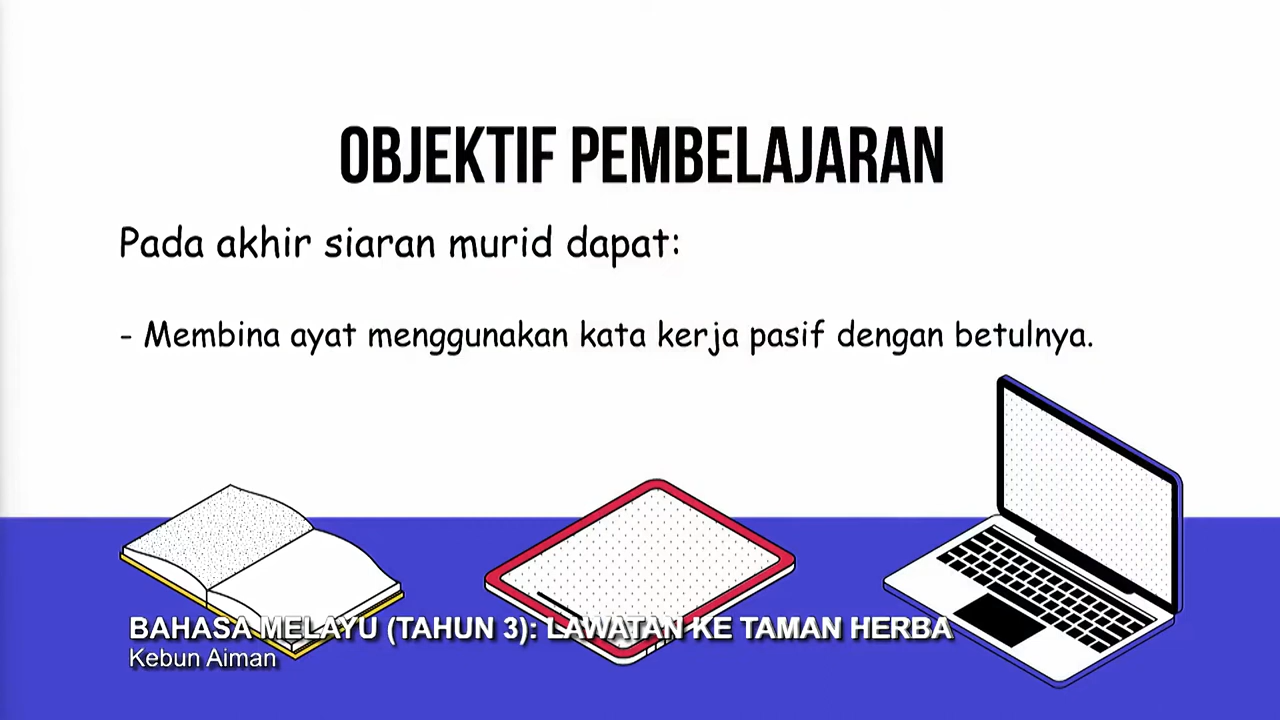 OBJEKTIF PEMBELAJARAN
Pada akhir siaran murid dapat:
- Membina ayat menggunakan kata kerja pasif dengan betulnya.
BAHASA MELAYU (TAHUN 3): LAWATAN KE TAMAN HERBA
Kebun Aiman